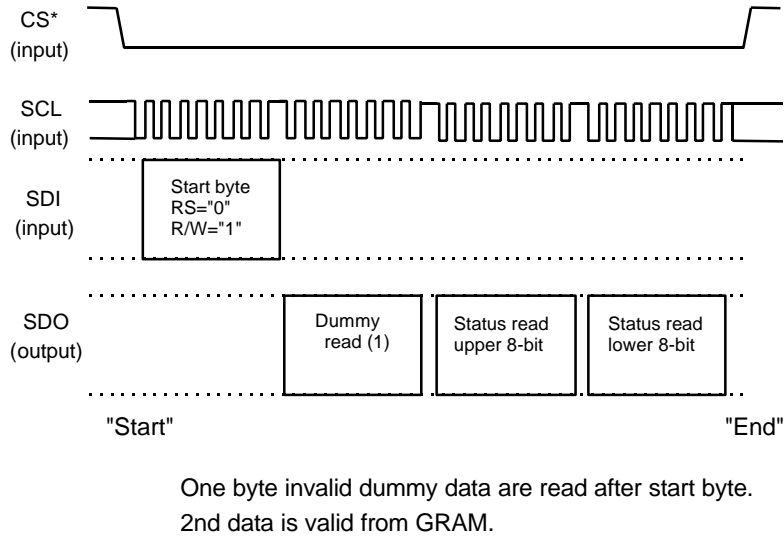 CS*
(input)
SCL
(input)
SDI
(input)
Start byte
RS="0"
R/W="1"
SDO
(output)
Dummy
read (1)
Status read
upper 8-bit
Status read
lower 8-bit
"Start"
"End"
One byte invalid dummy data are read after start byte.
2nd data is valid from GRAM.